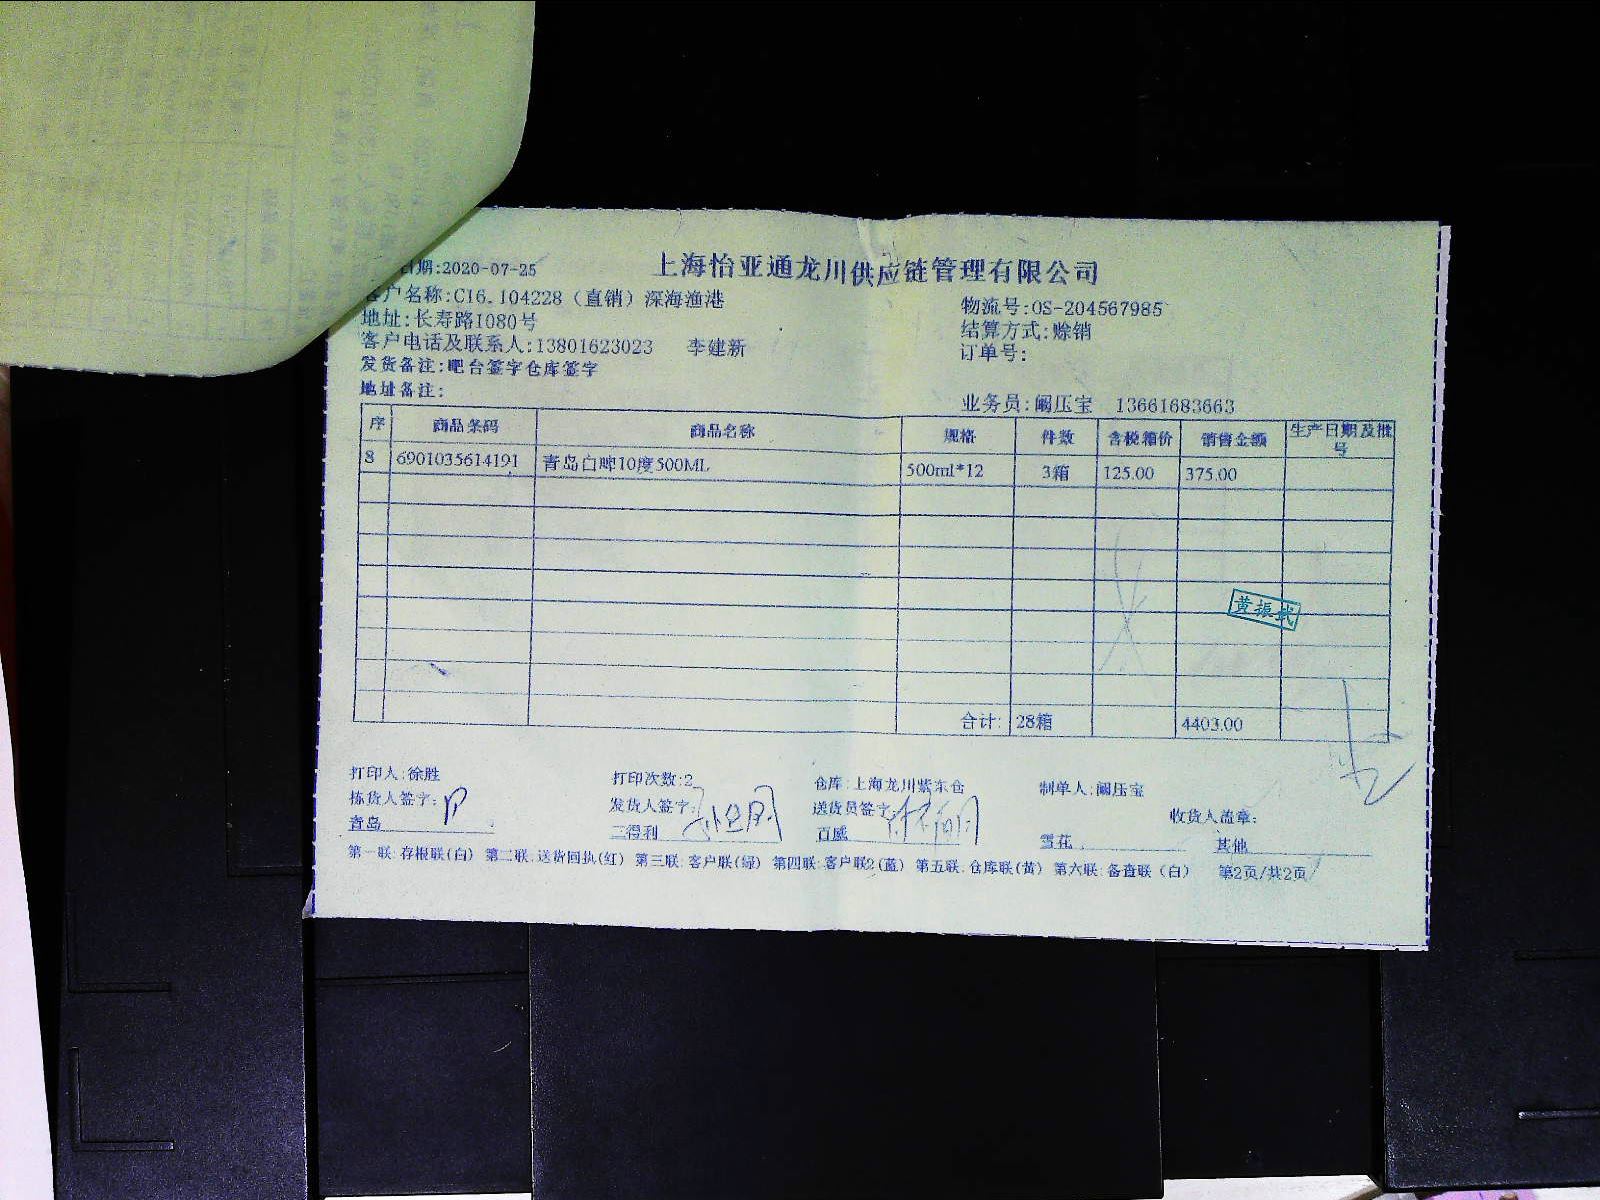 上海怡亚通龙川供应链管理有限公司
日期:2020-07-25
客户名称:C16.104228（直销）深海渔港
物流号:OS-204567985
地址:长寿路1080号
结算方式:赊销
客户电话及联系人:13801623023 李建新
订单号:
发货备注:吧台签字仓库签字
地址备注:
业务员:阚压宝 13661683663
序 商品条码 商品名称 规格 件数 含税箱价 销售金额 生产日期及批号
8 6901035614191 青岛白啤10度500ML 500ml*12 3箱 125.00 375.00
黄振武
合计: 28箱 4403.00
打印人:徐胜 打印次数:2 仓库:上海龙川紫东仓 制单人:阚压宝
拣货人签字: 发货人签字: 送货员签字: 收货人盖章:
青岛 三得利 百威 雪花 其他
第一联:存根联(白) 第二联:送货回执(红) 第三联:客户联(绿) 第四联:客户联2(蓝) 第五联:仓库联(黄) 第六联:备查联（白） 第2页/共2页